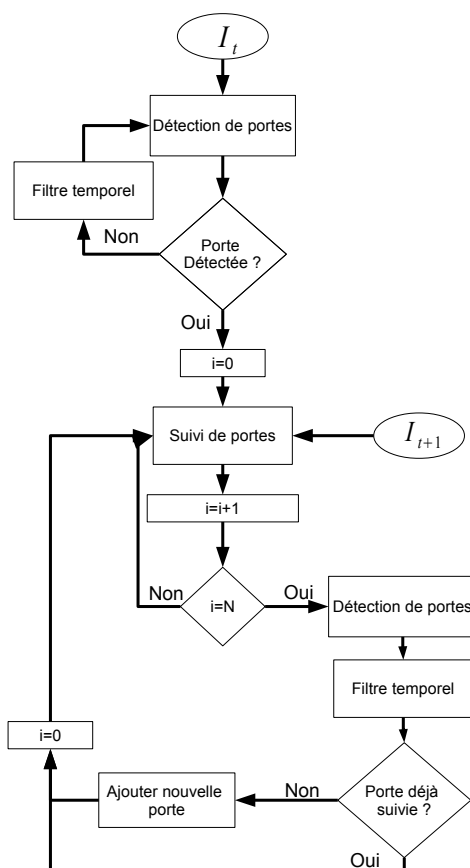 I_t
Détection de portes
Filtre temporel
Non
Porte
Détectée ?
Oui
i=0
Suivi de portes
I_{t+1}
i=i+1
Non
i=N
Oui
Détection de portes
Filtre temporel
i=0
Ajouter nouvelle
porte
Non
Porte déjà
suivie ?
Oui